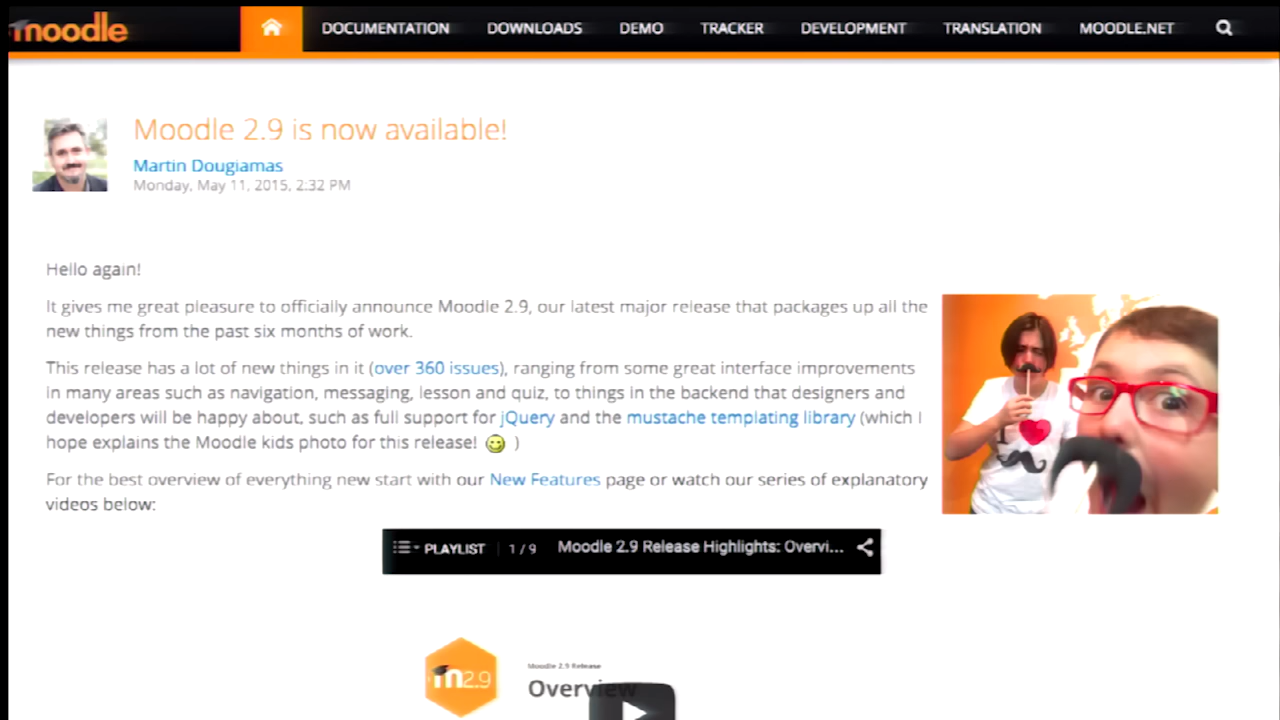 moodle
DOCUMENTATION DOWNLOADS DEMO TRACKER DEVELOPMENT TRANSLATION MOODLE.NET
Moodle 2.9 is now available!
Martin Dougiamas
Monday, May 11, 2015, 2:32 PM
Hello again!
It gives me great pleasure to officially announce Moodle 2.9, our latest major release that packages up all the
new things from the past six months of work.
This release has a lot of new things in it (over 360 issues), ranging from some great interface improvements
in many areas such as navigation, messaging, lesson and quiz, to things in the backend that designers and
developers will be happy about, such as full support for jQuery and the mustache templating library (which I
hope explains the Moodle kids photo for this release! )
For the best overview of everything new start with our New Features page or watch our series of explanatory
videos below:
I
PLAYLIST 1 / 9 Moodle 2.9 Release Highlights: Overvi...
m2.9
Moodle 2.9 Release
Overview